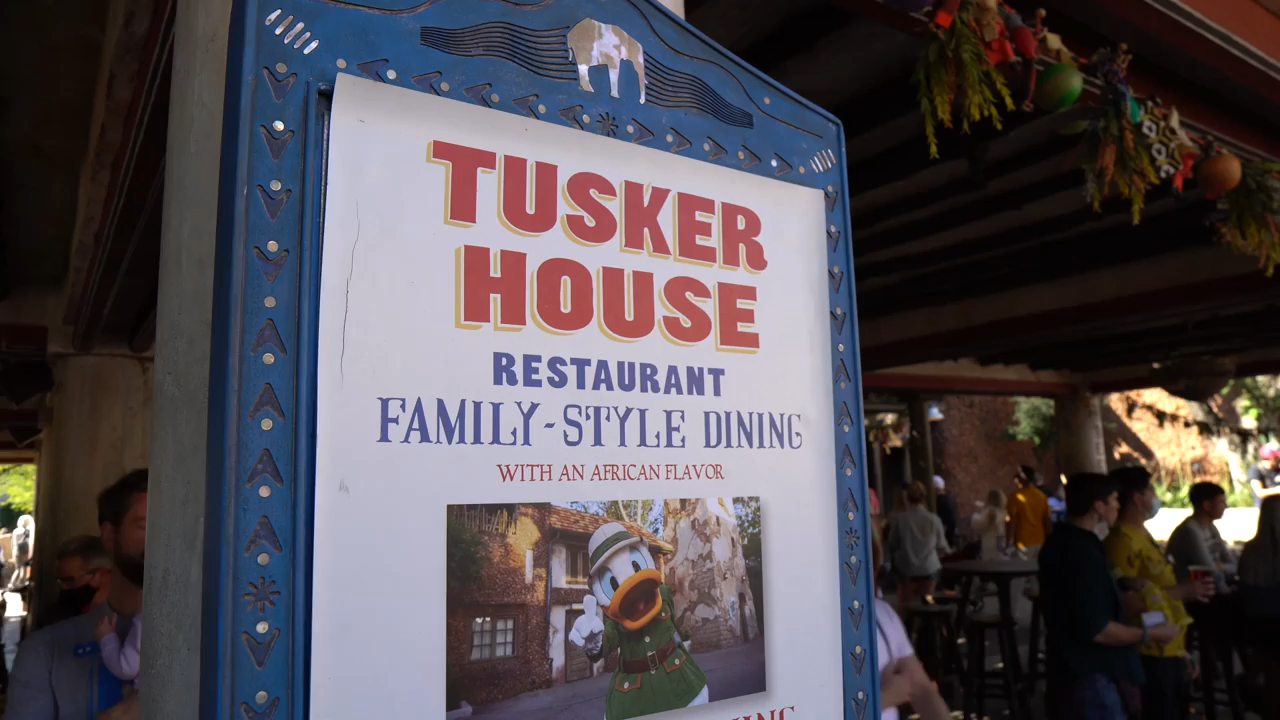 TUSKER
HOUSE
RESTAURANT
FAMILY-STYLE DINING
WITH AN AFRICAN FLAVOR